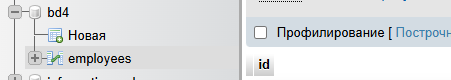 bd4
Новая
employees
Профилирование [ Построчн
id